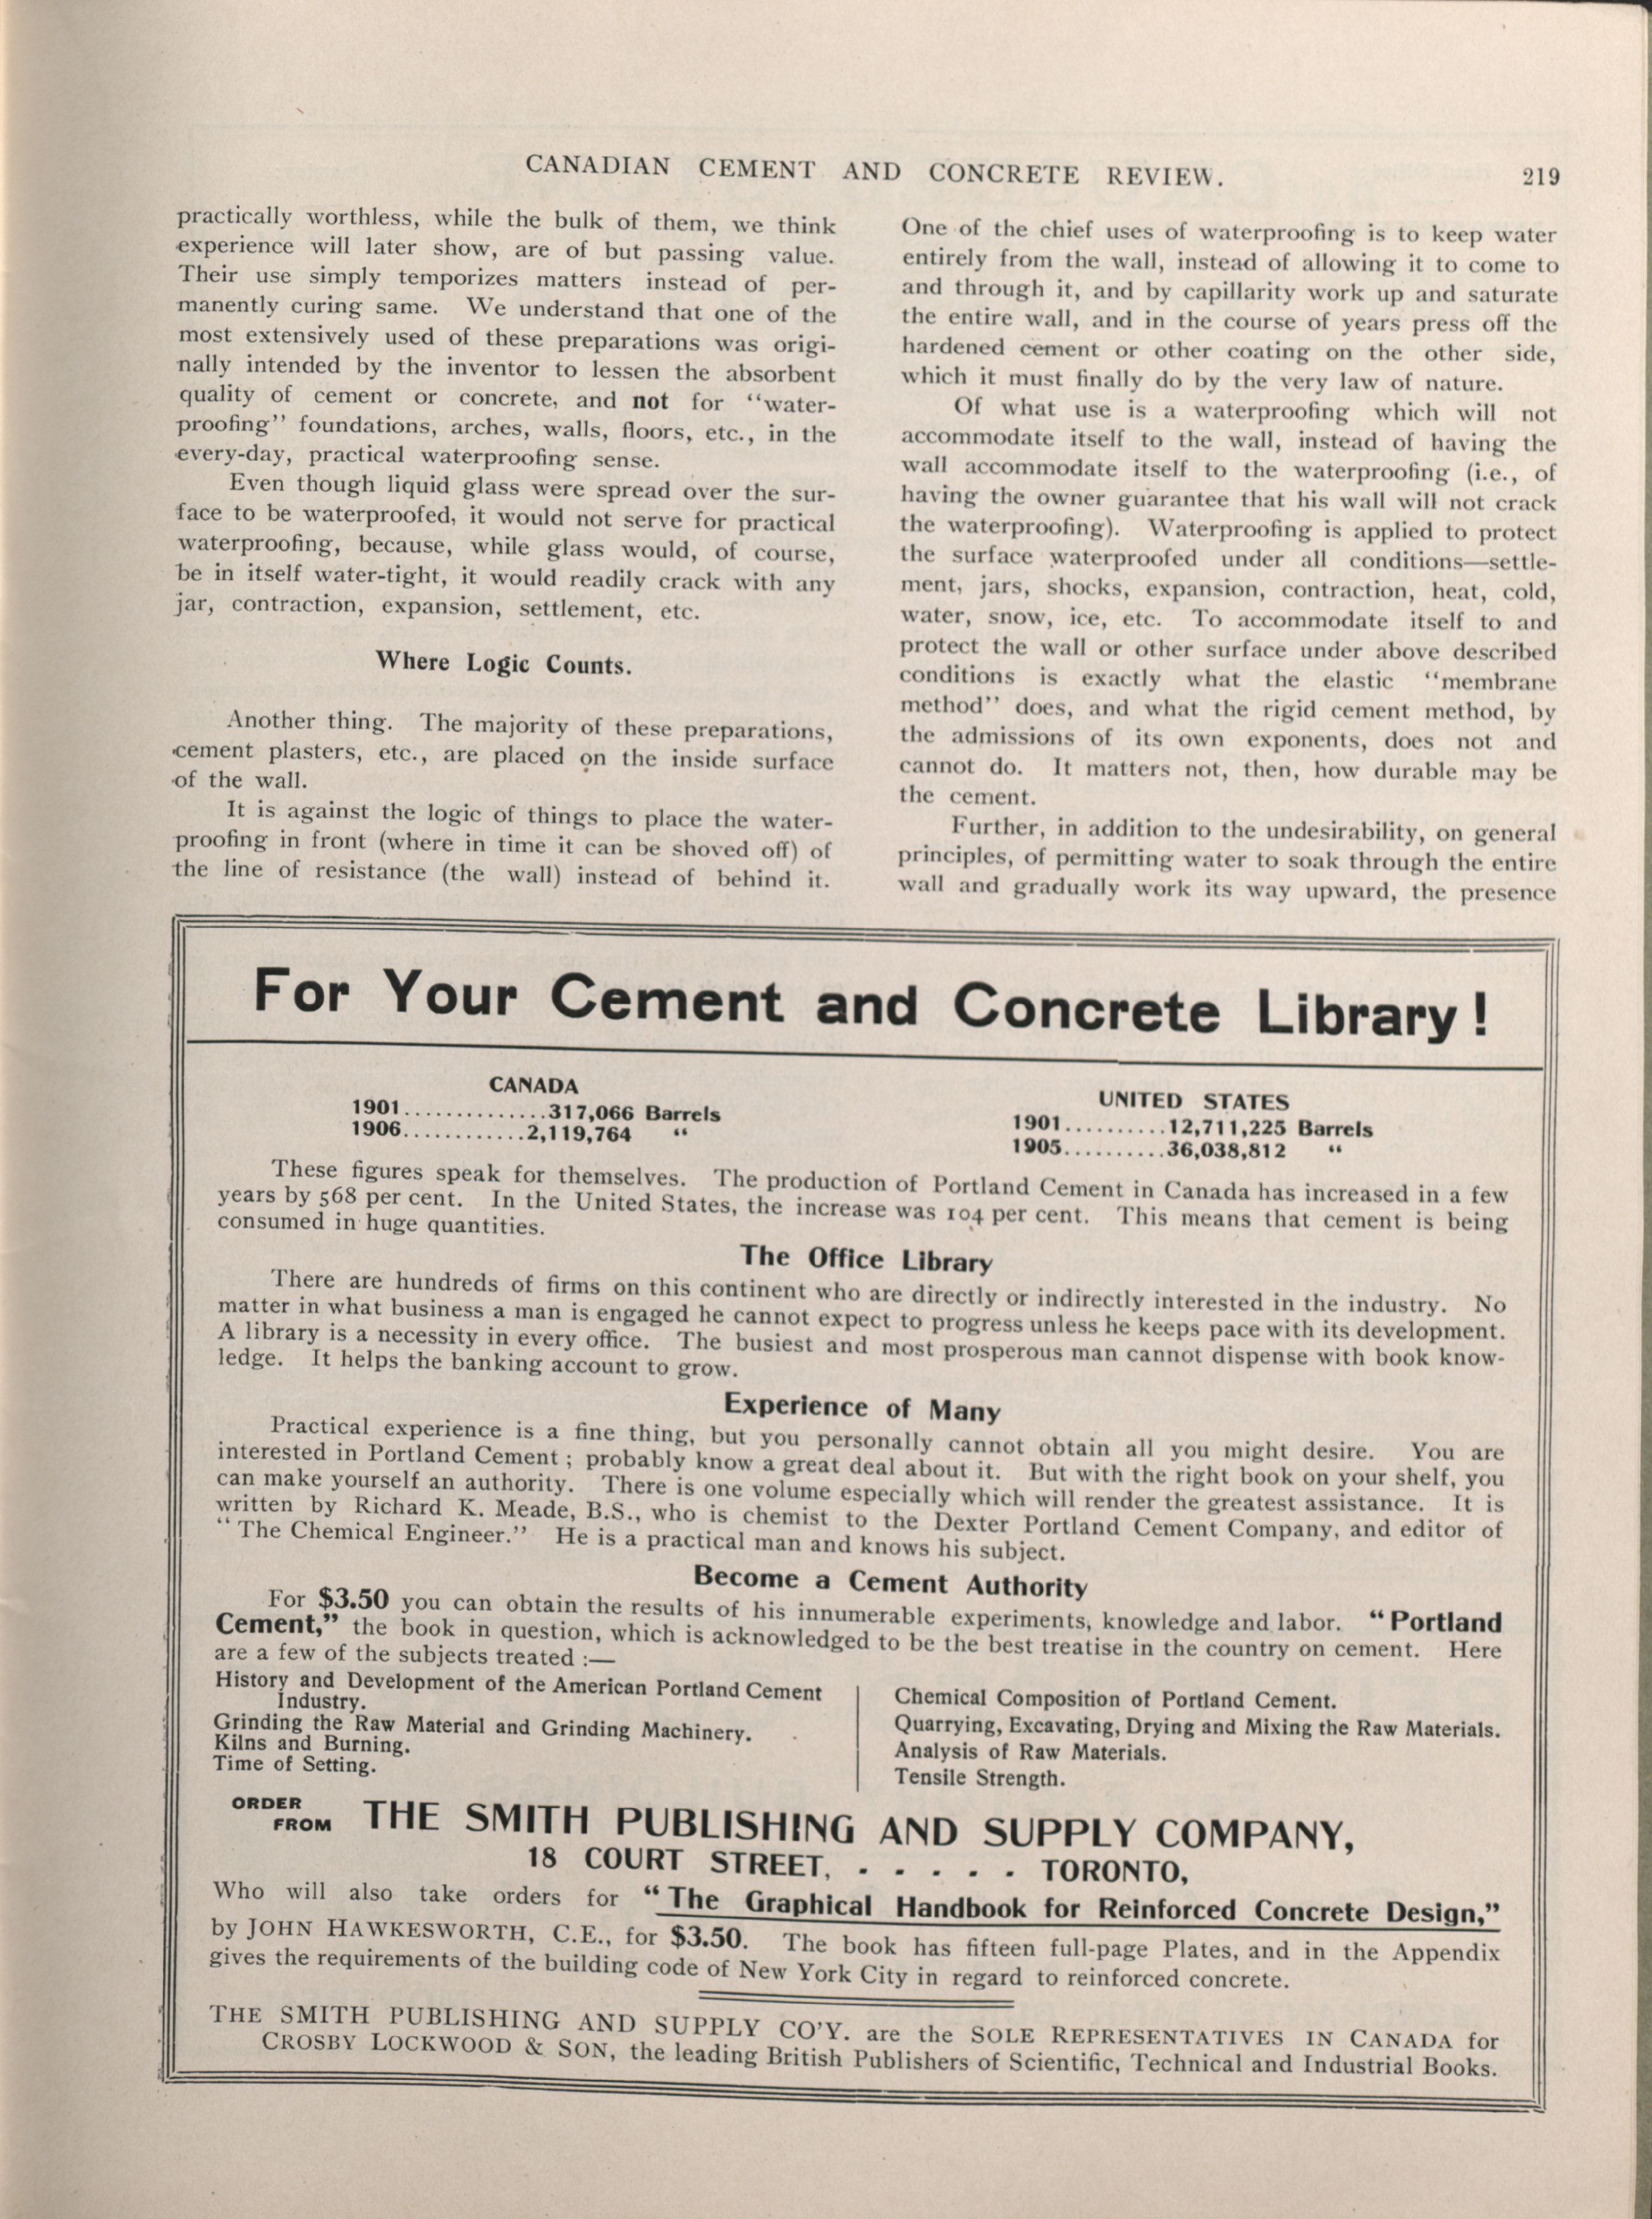 CANADIAN CEMENT AND CONCRETE REVIEW.
219
practically worthless, while the bulk of them, we think
experience will later show, are of but passing value.
Their use simply temporizes matters instead of per-
manently curing same. We understand that one of the
most extensively used of these preparations was origi-
nally intended by the inventor to lessen the absorbent
quality of cement or concrete, and not for “water-
proofing” foundations, arches, walls, floors, etc., in the
every-day, practical waterproofing sense.
Even though liquid glass were spread over the sur-
face to be waterproofed, it would not serve for practical
waterproofing, because, while glass would, of course,
be in itself water-tight, it would readily crack with any
jar, contraction, expansion, settlement, etc.
Where Logic Counts.
Another thing. The majority of these preparations,
cement plasters, etc., are placed on the inside surface
of the wall.
It is against the logic of things to place the water-
proofing in front (where in time it can be shoved off) of
the line of resistance (the wall) instead of behind it.
One of the chief uses of waterproofing is to keep water
entirely from the wall, instead of allowing it to come to
and through it, and by capillarity work up and saturate
the entire wall, and in the course of years press off the
hardened cement or other coating on the other side,
which it must finally do by the very law of nature.
Of what use is a waterproofing which will not
accommodate itself to the wall, instead of having the
wall accommodate itself to the waterproofing (i.e., of
having the owner guarantee that his wall will not crack
the waterproofing). Waterproofing is applied to protect
the surface waterproofed under all conditions—settle-
ment, jars, shocks, expansion, contraction, heat, cold,
water, snow, ice, etc. To accommodate itself to and
protect the wall or other surface under above described
conditions is exactly what the elastic “membrane
method” does, and what the rigid cement method, by
the admissions of its own exponents, does not and
cannot do. It matters not, then, how durable may be
the cement.
Further, in addition to the undesirability, on general
principles, of permitting water to soak through the entire
wall and gradually work its way upward, the presence
For Your Cement and Concrete Library!
CANADA
1901..............317,066 Barrels
1906............2,119,764 “
UNITED STATES
1901..........12,711,225 Barrels
1905..........36,038,812 “
These figures speak for themselves. The production of Portland Cement in Canada has increased in a few
years by 568 per cent. In the United States, the increase was 104 per cent. This means that cement is being
consumed in huge quantities.
The Office Library
There are hundreds of firms on this continent who are directly or indirectly interested in the industry. No
matter in what business a man is engaged he cannot expect to progress unless he keeps pace with its development.
A library is a necessity in every office. The busiest and most prosperous man cannot dispense with book know-
ledge. It helps the banking account to grow.
Experience of Many
Practical experience is a fine thing, but you personally cannot obtain all you might desire. You are
interested in Portland Cement; probably know a great deal about it. But with the right book on your shelf, you
can make yourself an authority. There is one volume especially which will render the greatest assistance. It is
written by Richard K. Meade, B.S., who is chemist to the Dexter Portland Cement Company, and editor of
“The Chemical Engineer.” He is a practical man and knows his subject.
Become a Cement Authority
For $3.50 you can obtain the results of his innumerable experiments, knowledge and labor. “Portland
Cement,” the book in question, which is acknowledged to be the best treatise in the country on cement. Here
are a few of the subjects treated :—
History and Development of the American Portland Cement
Industry.
Grinding the Raw Material and Grinding Machinery.
Kilns and Burning.
Time of Setting.
Chemical Composition of Portland Cement.
Quarrying, Excavating, Drying and Mixing the Raw Materials.
Analysis of Raw Materials.
Tensile Strength.
ORDER
FROM THE SMITH PUBLISHING AND SUPPLY COMPANY,
18 COURT STREET, - - - - - TORONTO,
Who will also take orders for “The Graphical Handbook for Reinforced Concrete Design,”
by JOHN HAWKESWORTH, C.E., for $3.50. The book has fifteen full-page Plates, and in the Appendix
gives the requirements of the building code of New York City in regard to reinforced concrete.
THE SMITH PUBLISHING AND SUPPLY CO’Y. are the SOLE REPRESENTATIVES IN CANADA for
CROSBY LOCKWOOD & SON, the leading British Publishers of Scientific, Technical and Industrial Books.